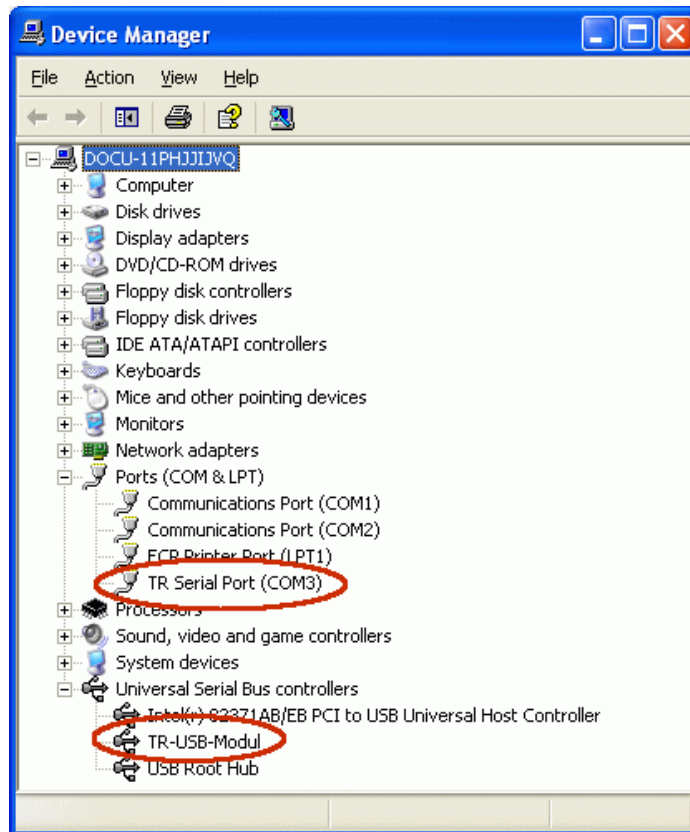 Device Manager
File Action View Help
DOCU-11PHJJIJVQ
Computer
Disk drives
Display adapters
DVD/CD-ROM drives
Floppy disk controllers
Floppy disk drives
IDE ATA/ATAPI controllers
Keyboards
Mice and other pointing devices
Monitors
Network adapters
Ports (COM & LPT)
Communications Port (COM1)
Communications Port (COM2)
ECP Printer Port (LPT1)
TR Serial Port (COM3)
Processors
Sound, video and game controllers
System devices
Universal Serial Bus controllers
Intel(r) 82371AB/EB PCI to USB Universal Host Controller
TR-USB-Modul
USB Root Hub